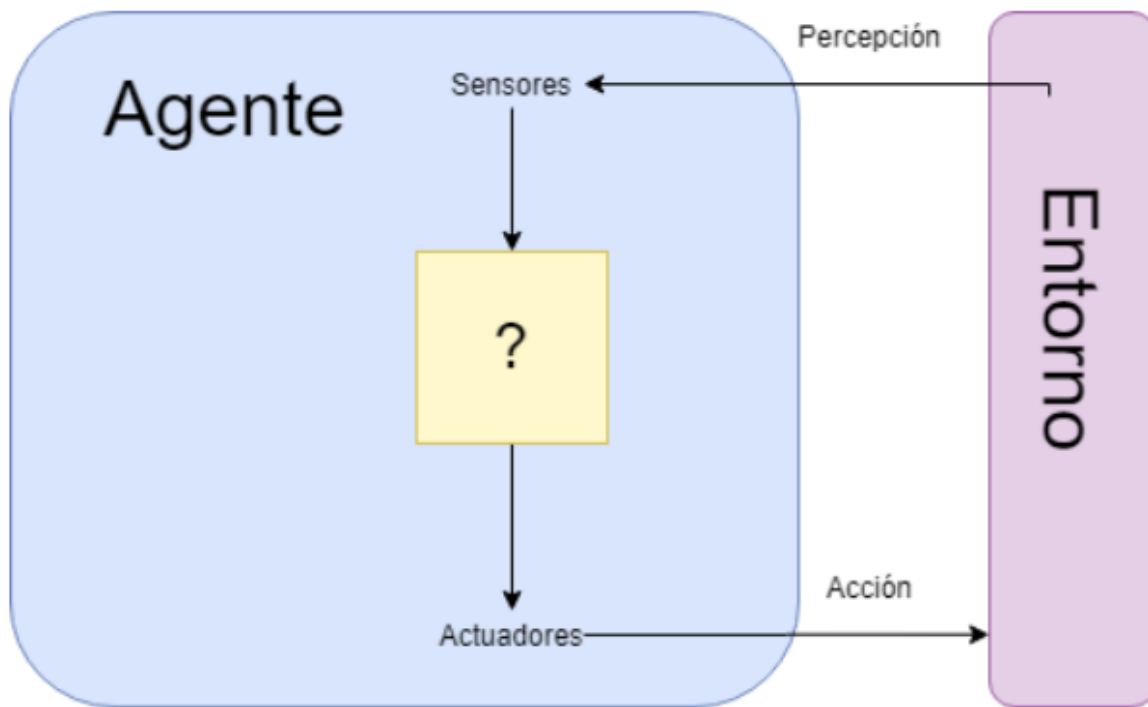 Percepción
Sensores
Agente
Entorno
?
Acción
Actuadores